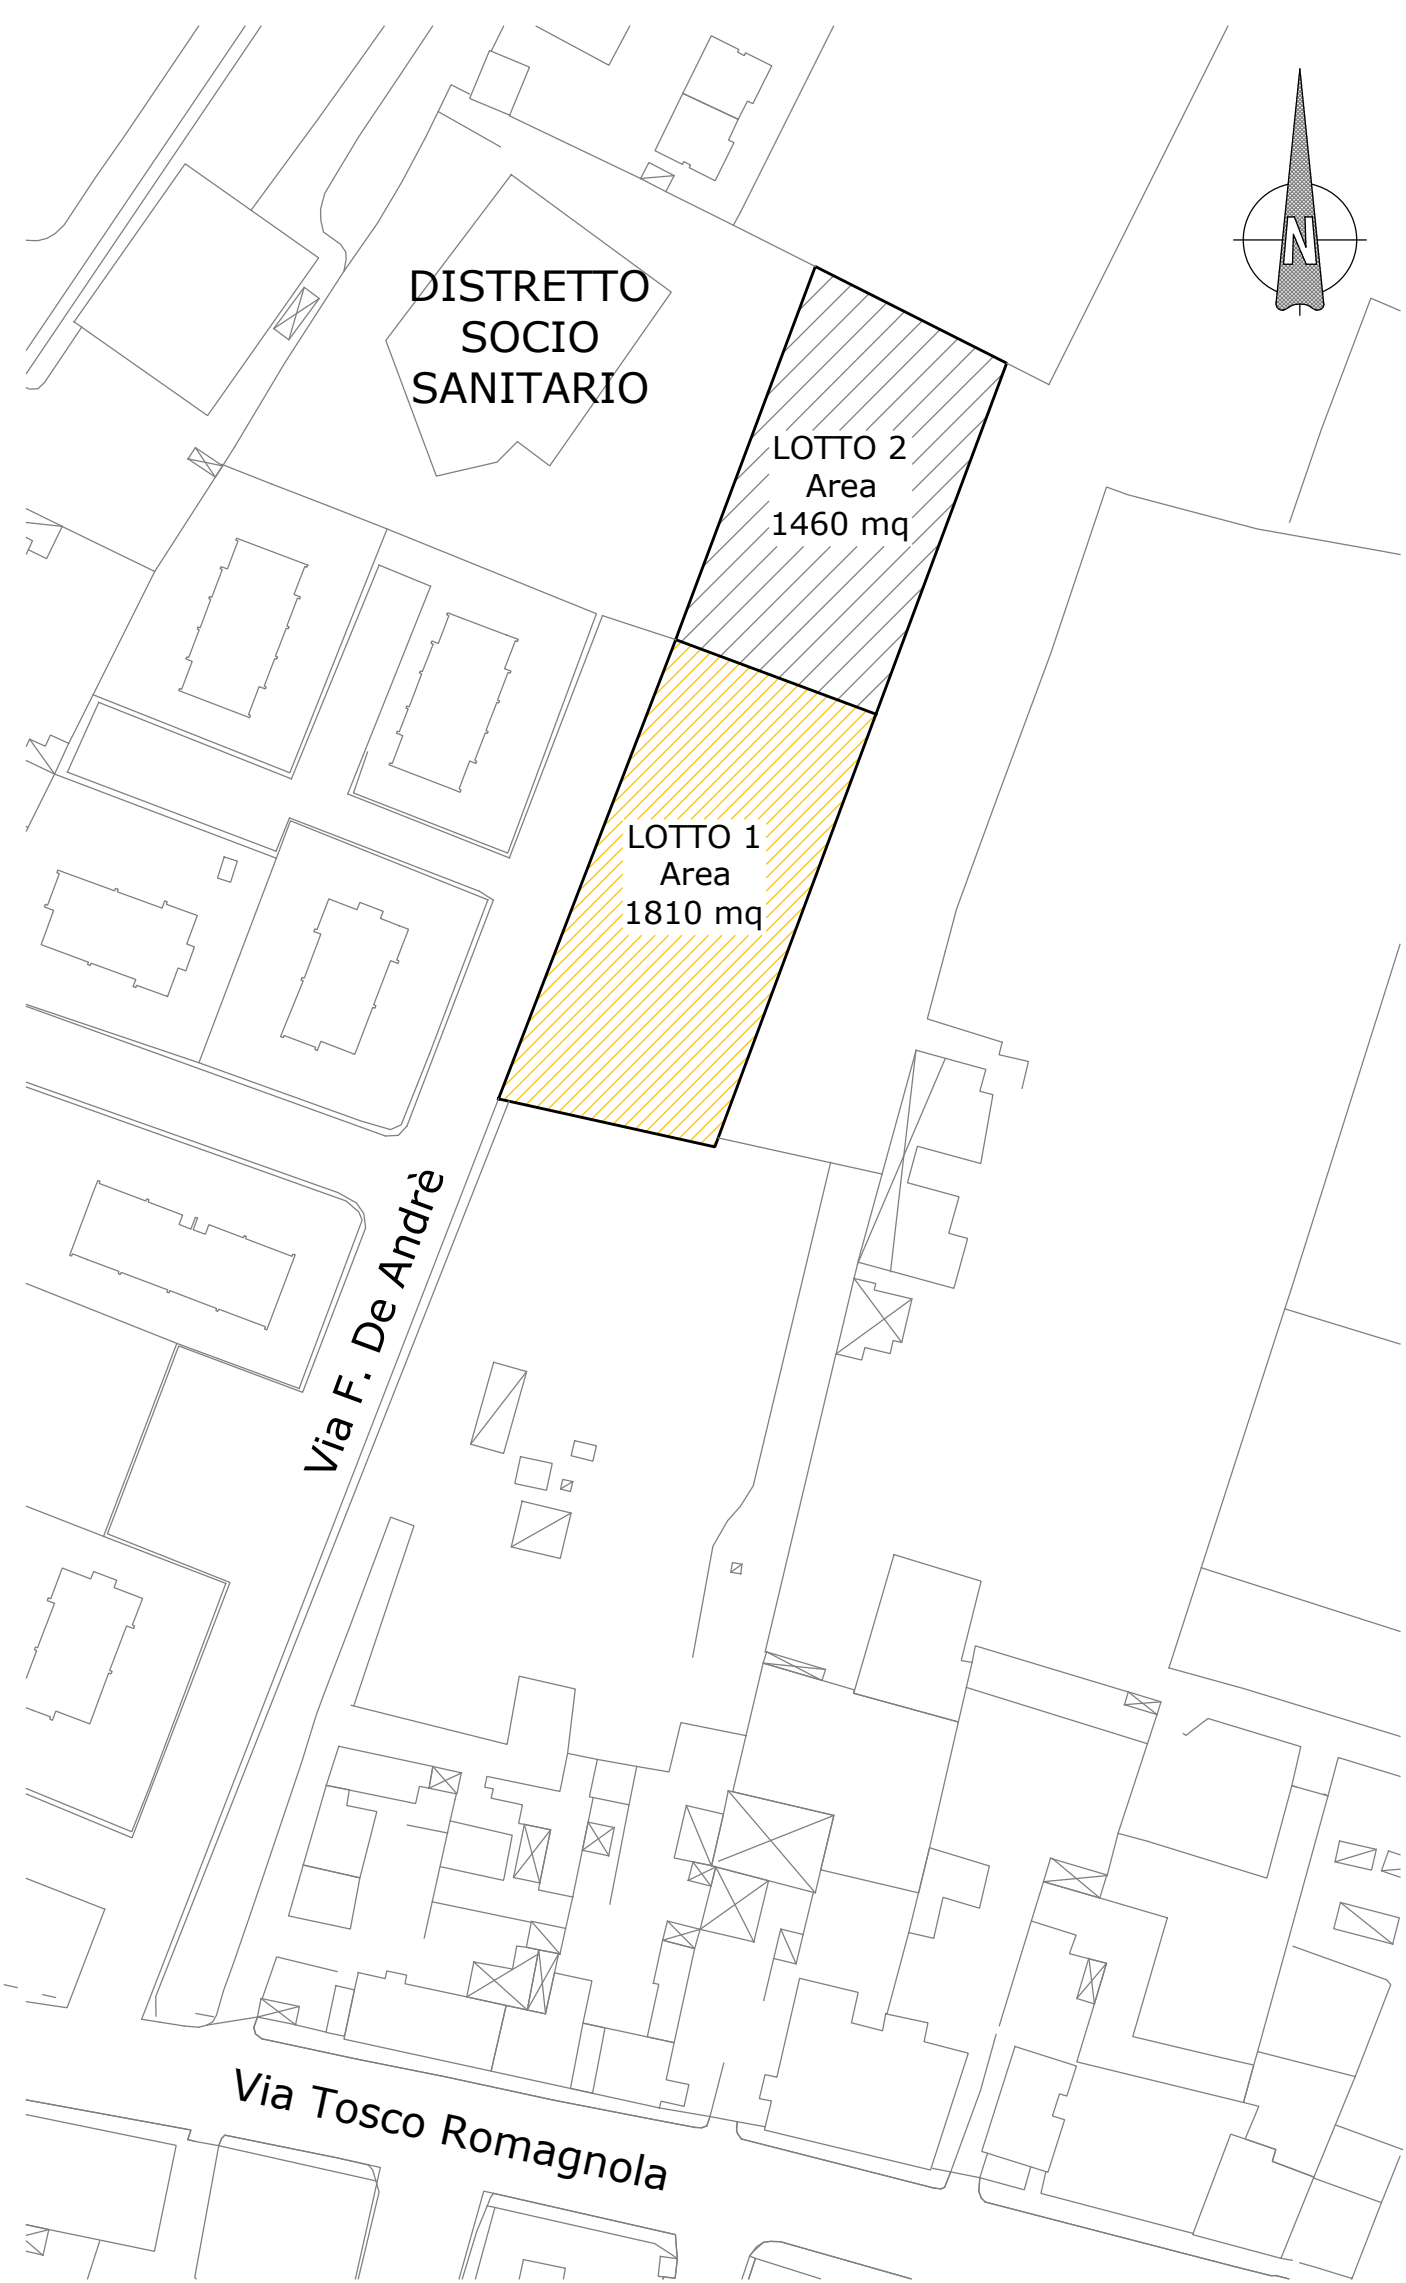 N
DISTRETTO
SOCIO
SANITARIO
LOTTO 2
Area
1460 mq
LOTTO 1
Area
1810 mq
Via F. De Andrè
Via Tosco Romagnola